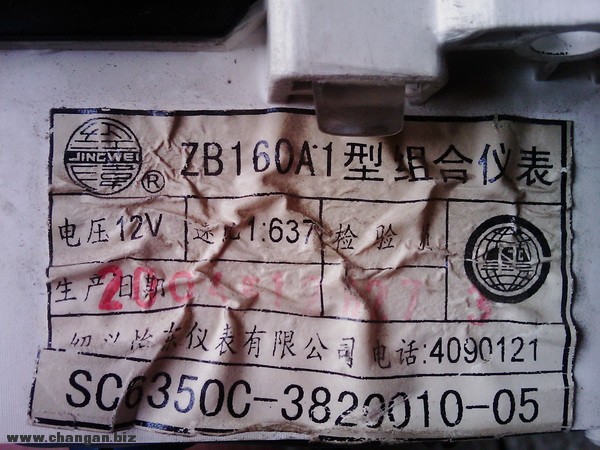 JINGWEI ® ZB160A1型组合仪表
电压12V 速比1:637 检验
生产日期
仪表有限公司 电话:4090121
SC6350C-3820010-05
www.changan.biz